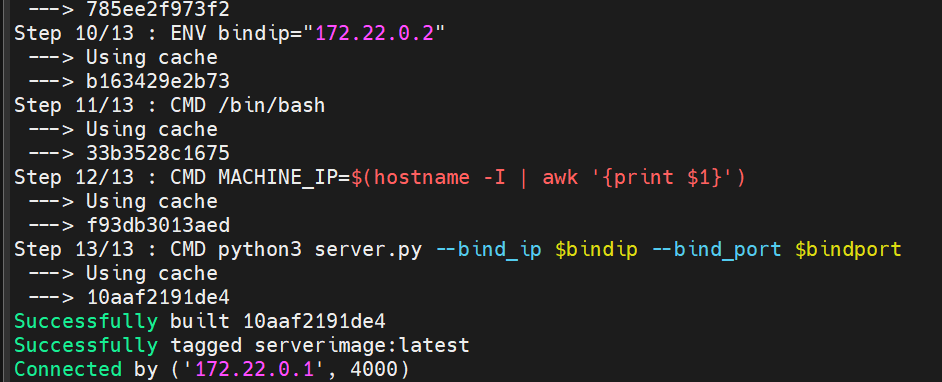 ---> 785ee2f973f2
Step 10/13 : ENV bindip="172.22.0.2"
---> Using cache
---> b163429e2b73
Step 11/13 : CMD /bin/bash
---> Using cache
---> 33b3528c1675
Step 12/13 : CMD MACHINE_IP=$(hostname -I | awk '{print $1}')
---> Using cache
---> f93db3013aed
Step 13/13 : CMD python3 server.py --bind_ip $bindip --bind_port $bindport
---> Using cache
---> 10aaf2191de4
Successfully built 10aaf2191de4
Successfully tagged serverimage:latest
Connected by ('172.22.0.1', 4000)